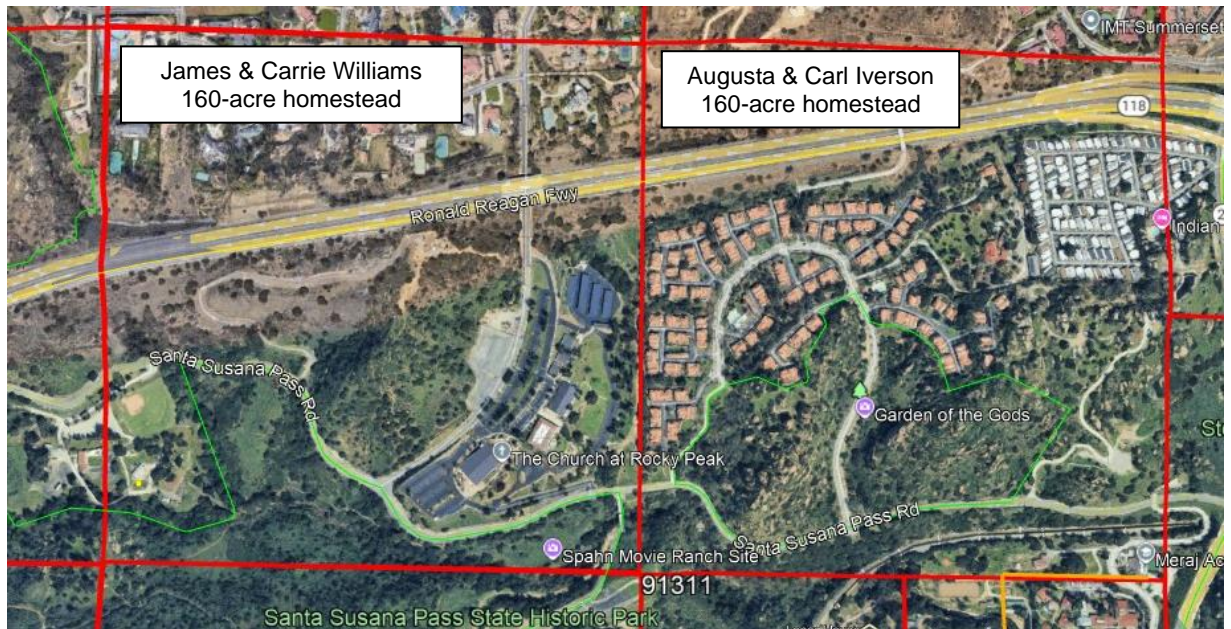 IMT Summerset
James & Carrie Williams
160-acre homestead
Augusta & Carl Iverson
160-acre homestead
118
Ronald Reagan Fwy
Indian
Santa Susana Pass Rd
Garden of the Gods
The Church at Rocky Peak
Santa Susana Pass Rd
Spahn Movie Ranch Site
Meraj Ac
91311
Santa Susana Pass State Historic Park